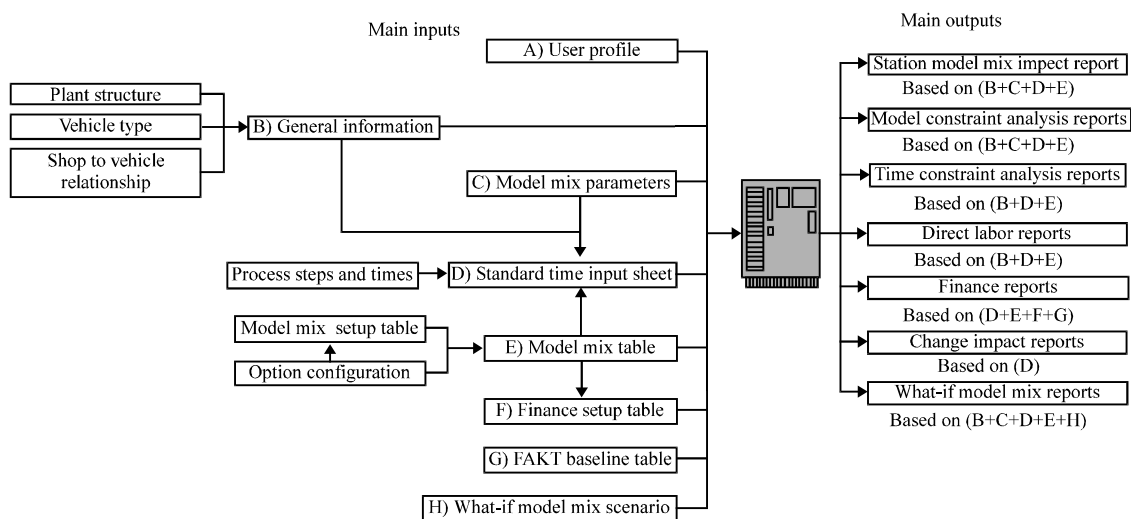 Main inputs
Main outputs
A) User profile
Plant structure
Vehicle type
Shop to vehicle
relationship
B) General information
C) Model mix parameters
Process steps and times
D) Standard time input sheet
Model mix setup table
Option configuration
E) Model mix table
F) Finance setup table
G) FAKT baseline table
H) What-if model mix scenario
Station model mix impact report
Based on (B+C+D+E)
Model constraint analysis reports
Based on (B+C+D+E)
Time constraint analysis reports
Based on (B+D+E)
Direct labor reports
Based on (B+D+E)
Finance reports
Based on (D+E+F+G)
Change impact reports
Based on (D)
What-if model mix reports
Based on (B+C+D+E+H)